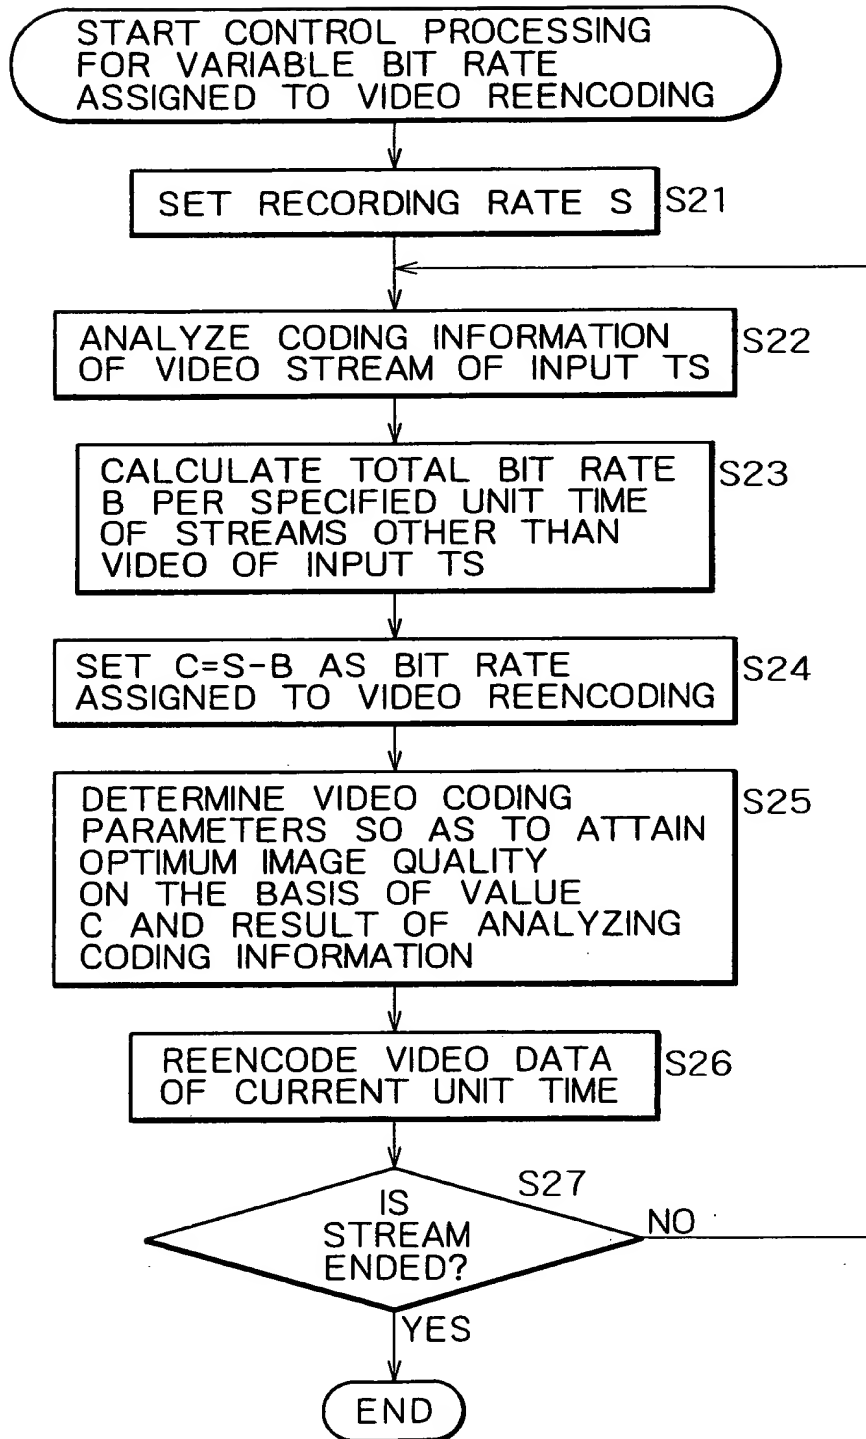 START CONTROL PROCESSING
FOR VARIABLE BIT RATE
ASSIGNED TO VIDEO REENCODING
SET RECORDING RATE S
S21
ANALYZE CODING INFORMATION
OF VIDEO STREAM OF INPUT TS
S22
CALCULATE TOTAL BIT RATE
B PER SPECIFIED UNIT TIME
OF STREAMS OTHER THAN
VIDEO OF INPUT TS
S23
SET C=S-B AS BIT RATE
ASSIGNED TO VIDEO REENCODING
S24
DETERMINE VIDEO CODING
PARAMETERS SO AS TO ATTAIN
OPTIMUM IMAGE QUALITY
ON THE BASIS OF VALUE
C AND RESULT OF ANALYZING
CODING INFORMATION
S25
REENCODE VIDEO DATA
OF CURRENT UNIT TIME
S26
IS
STREAM
ENDED?
S27
NO
YES
END